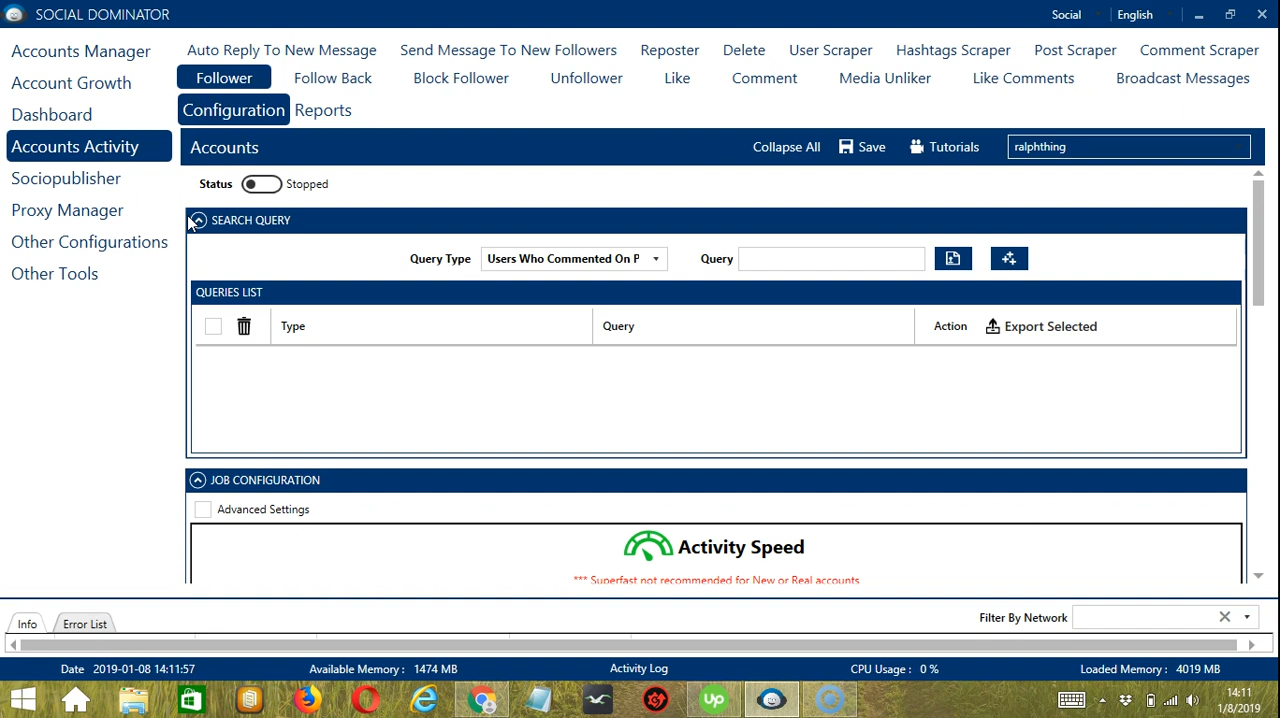 SOCIAL DOMINATOR
Social English
Accounts Manager
Account Growth
Dashboard
Accounts Activity
Sociopublisher
Proxy Manager
Other Configurations
Other Tools
Auto Reply To New Message Send Message To New Followers Reposter Delete User Scraper Hashtags Scraper Post Scraper Comment Scraper
Follower Follow Back Block Follower Unfollower Like Comment Media Unliker Like Comments Broadcast Messages
Configuration Reports
Accounts Collapse All Save Tutorials ralphthing
Status Stopped
SEARCH QUERY
Query Type Users Who Commented On P Query
QUERIES LIST
Type Query Action Export Selected
JOB CONFIGURATION
Advanced Settings
Activity Speed
*** Superfast not recommended for New or Real accounts
Info Error List Filter By Network
Date 2019-01-08 14:11:57 Available Memory : 1474 MB Activity Log CPU Usage : 0 % Loaded Memory : 4019 MB
Up
14:11
1/8/2019